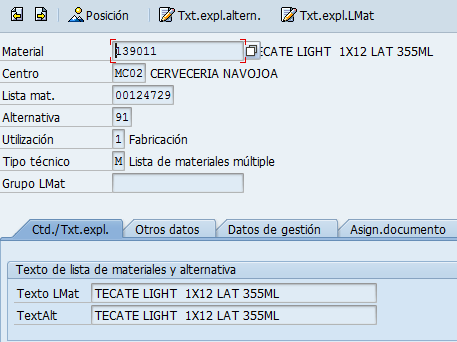 Posición Txt.expl.altern. Txt.expl.LMat
Material 139011 ECATE LIGHT 1X12 LAT 355ML
Centro MC02 CERVECERIA NAVOJOA
Lista mat. 00124729
Alternativa 91
Utilización 1 Fabricación
Tipo técnico M Lista de materiales múltiple
Grupo LMat
Ctd./Txt.expl. Otros datos Datos de gestión Asign.documento
Texto de lista de materiales y alternativa
Texto LMat TECATE LIGHT 1X12 LAT 355ML
TextAlt TECATE LIGHT 1X12 LAT 355ML